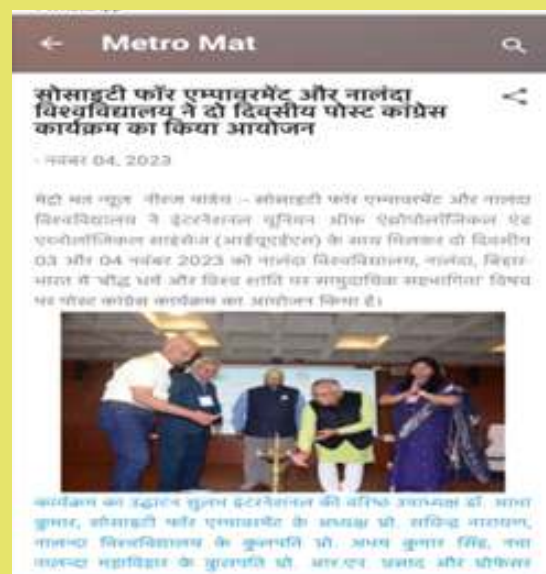 Metro Mat
सोसाइटी फॉर एम्पावरमेंट और नालंदा
विश्वविद्यालय ने दो दिवसीय पोस्ट कांग्रेस
कार्यक्रम का किया आयोजन
- नवंबर 04, 2023
मेट्रो मत न्यूज नीरज पांडेय :- सोसाइटी फॉर एम्पावरमेंट और नालंदा
विश्वविद्यालय ने इंटरनेशनल यूनियन ऑफ एंथ्रोपोलॉजिकल एंड
एथ्नोलॉजिकल साइंसेज (आईयूएईएस) के साथ मिलकर दो दिवसीय
03 और 04 नवंबर 2023 को नालंदा विश्वविद्यालय, नालंदा, बिहार-
भारत में 'बौद्ध धर्म और विश्व शांति पर सामुदायिक सहभागिता' विषय
पर पोस्ट कांग्रेस कार्यक्रम का आयोजन किया है।
कार्यक्रम का उद्घाटन सुलभ इंटरनेशनल की वरिष्ठ उपाध्यक्ष डॉ. आभा
कुमार, सोसाइटी फॉर एम्पावरमेंट के अध्यक्ष प्रो. सचिन्द्र नारायण,
नालन्दा विश्वविद्यालय के कुलपति प्रो. अभय कुमार सिंह, नवा
नालन्दा महाविहार के कुलपति प्रो. आर.एन. प्रसाद और प्रोफेसर